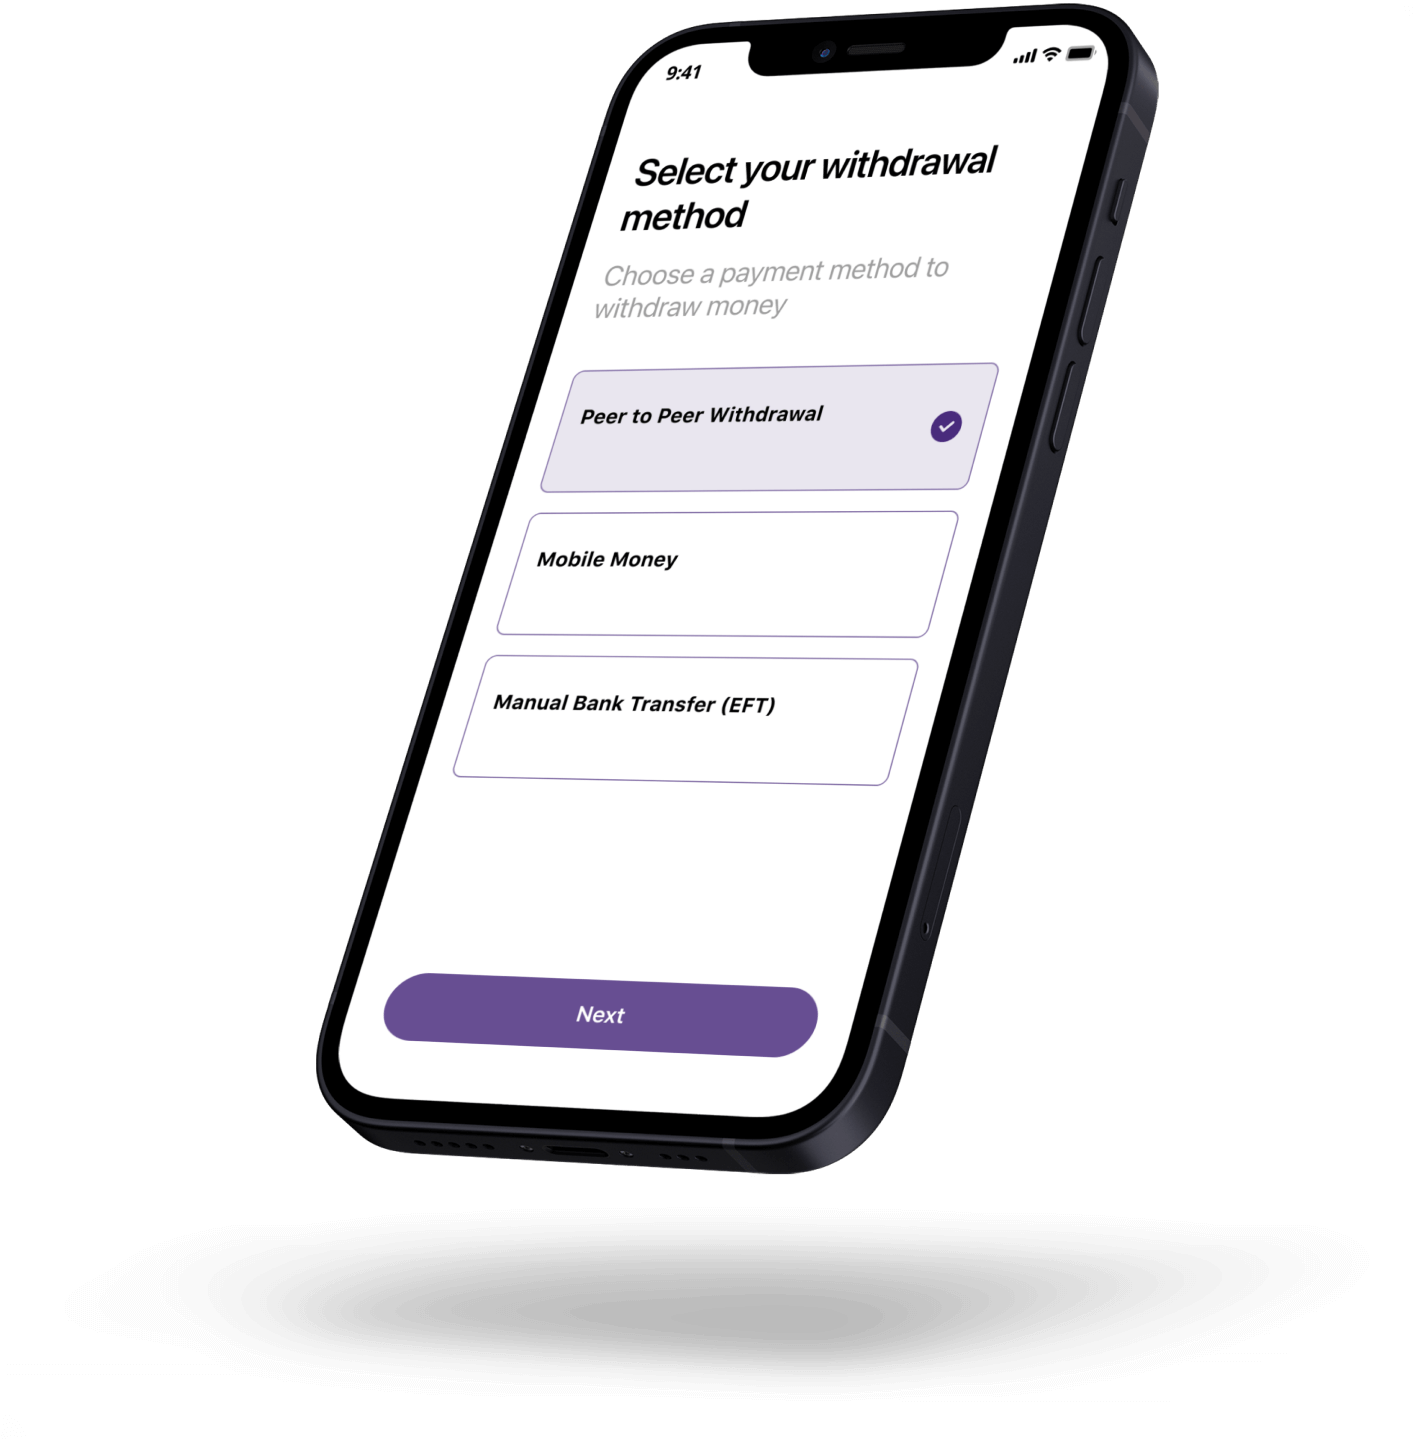 9:41
Select your withdrawal
method
Choose a payment method to
withdraw money
Peer to Peer Withdrawal
Mobile Money
Manual Bank Transfer (EFT)
Next